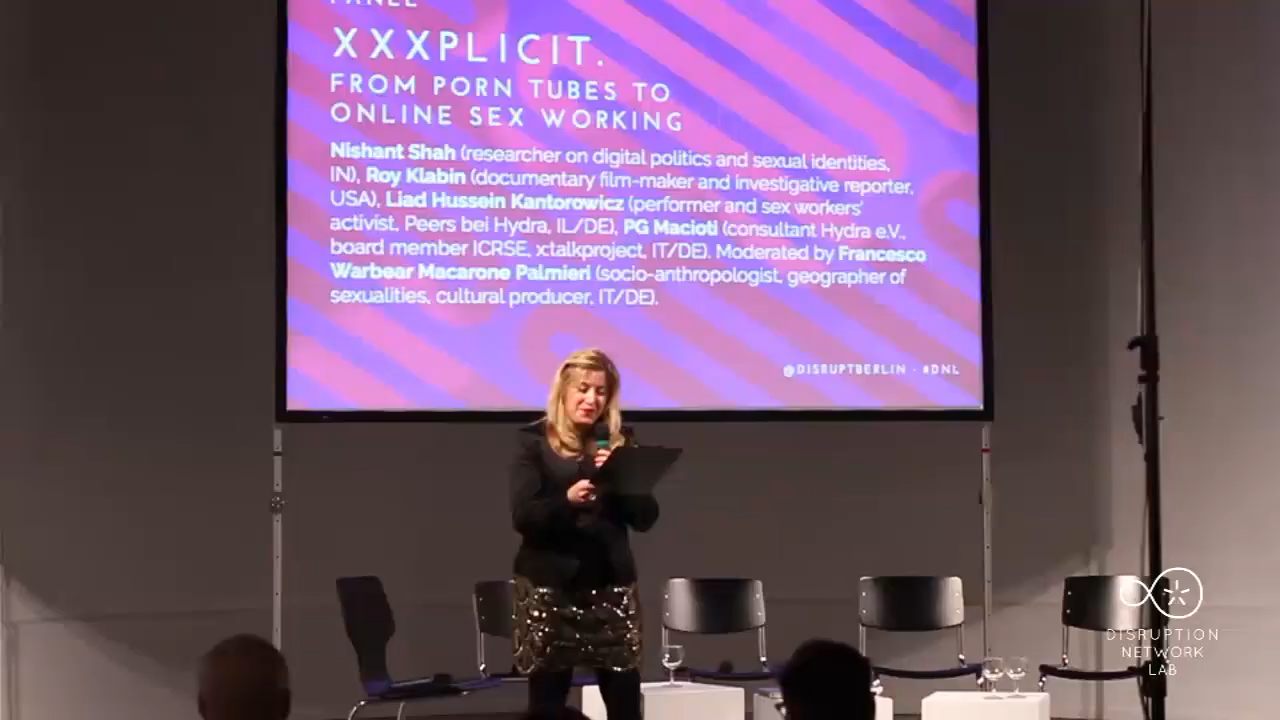 PANEL
XXXPLICIT.
FROM PORN TUBES TO
ONLINE SEX WORKING
Nishant Shah (researcher on digital politics and sexual identities,
IN), Roy Klabin (documentary film-maker and investigative reporter,
USA), Liad Hussein Kantorowicz (performer and sex workers'
activist, Peers bei Hydra, IL/DE), PG Macioti (consultant Hydra e.V.,
board member ICRSE, xtalkproject, IT/DE). Moderated by Francesco
Warbear Macarone Palmieri (socio-anthropologist, geographer of
sexualities, cultural producer, IT/DE).
@DISRUPTBERLIN · #DNL
DISRUPTION
NETWORK
LAB